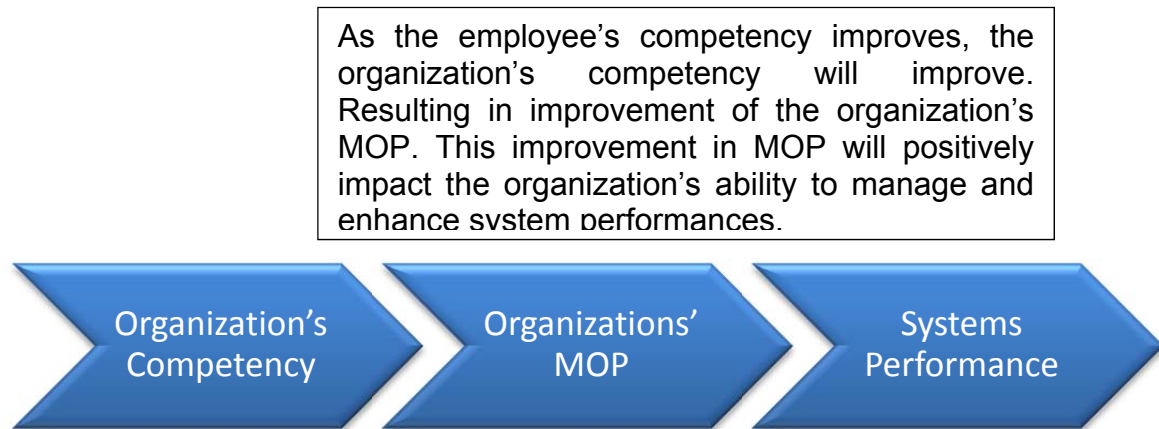 As the employee’s competency improves, the
organization’s competency will improve.
Resulting in improvement of the organization’s
MOP. This improvement in MOP will positively
impact the organization’s ability to manage and
enhance system performances.
Organization’s
Competency
Organizations’
MOP
Systems
Performance